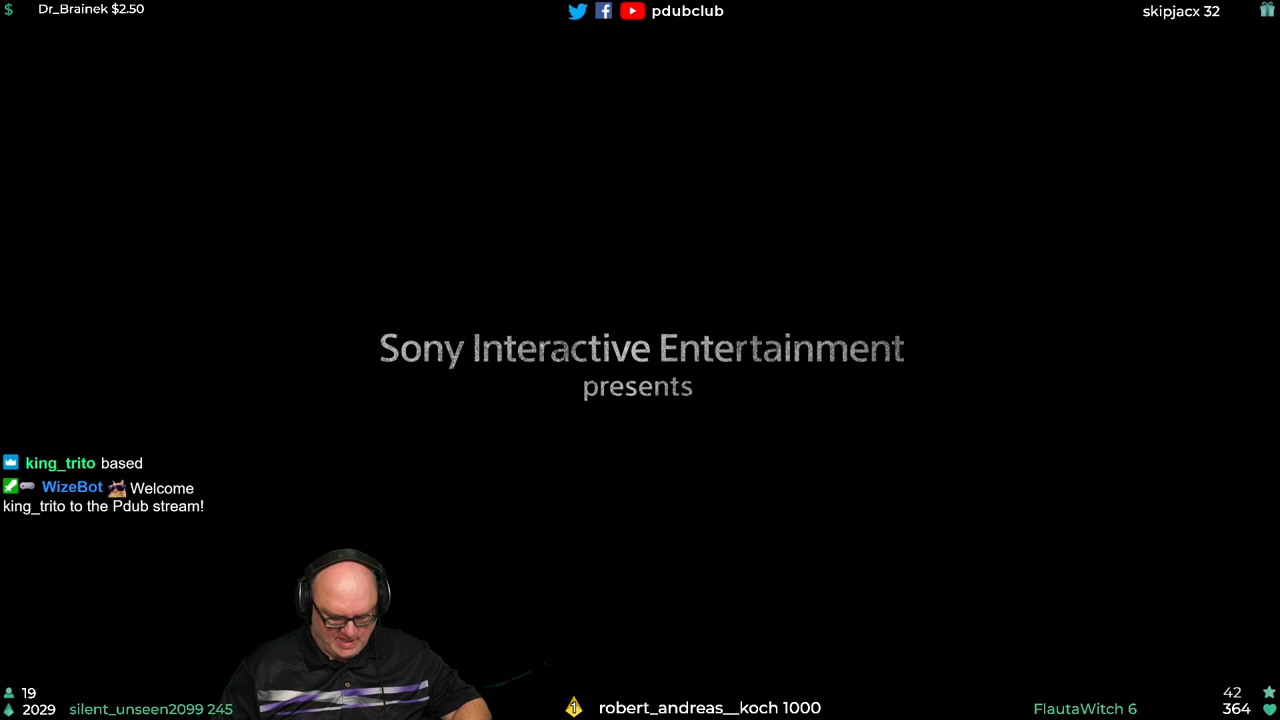 Dr_Brainek $2.50
pdubclub
skipjacx 32
Sony Interactive Entertainment
presents
king_trito based
WizeBot Welcome
king_trito to the Pdub stream!
19
2029 silent_unseen2099 245
1 robert_andreas__koch 1000
FlautaWitch 6
42
364